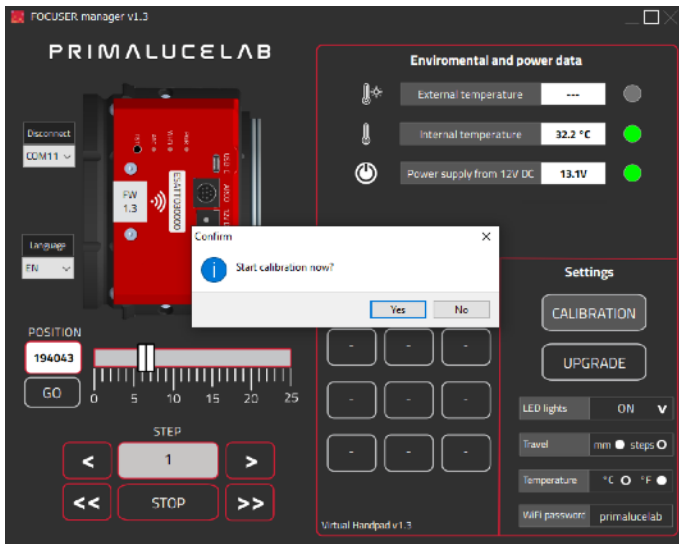 FOCUSER manager v1.3
PRIMALUCELAB
Disconnect
COM11
FW
1.3
ESATTO30000
USB C
ARCO
Language
EN
POSITION
194043
GO
0 5 10 15 20 25
STEP
< 1 >
<< STOP >>
Enviromental and power data
External temperature ---
Internal temperature 32.2 °C
Power supply from 12V DC 13.1V
Confirm
Start calibration now?
Yes No
- - -
- - -
- - -
Virtual Handpad v1.3
Settings
CALIBRATION
UPGRADE
LED lights ON v
Travel mm steps
Temperature °C °F
WiFi password primalucelab